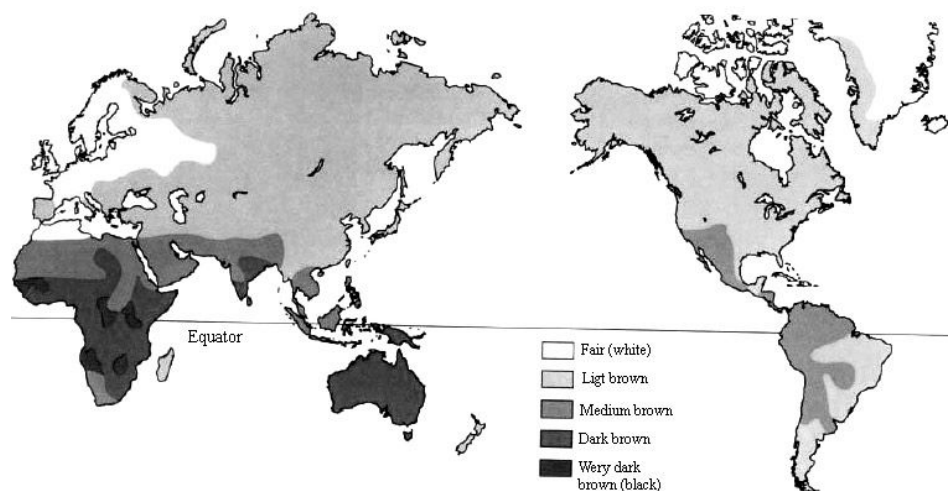 Equator
Fair (white)
Ligt brown
Medium brown
Dark brown
Wery dark
brown (black)